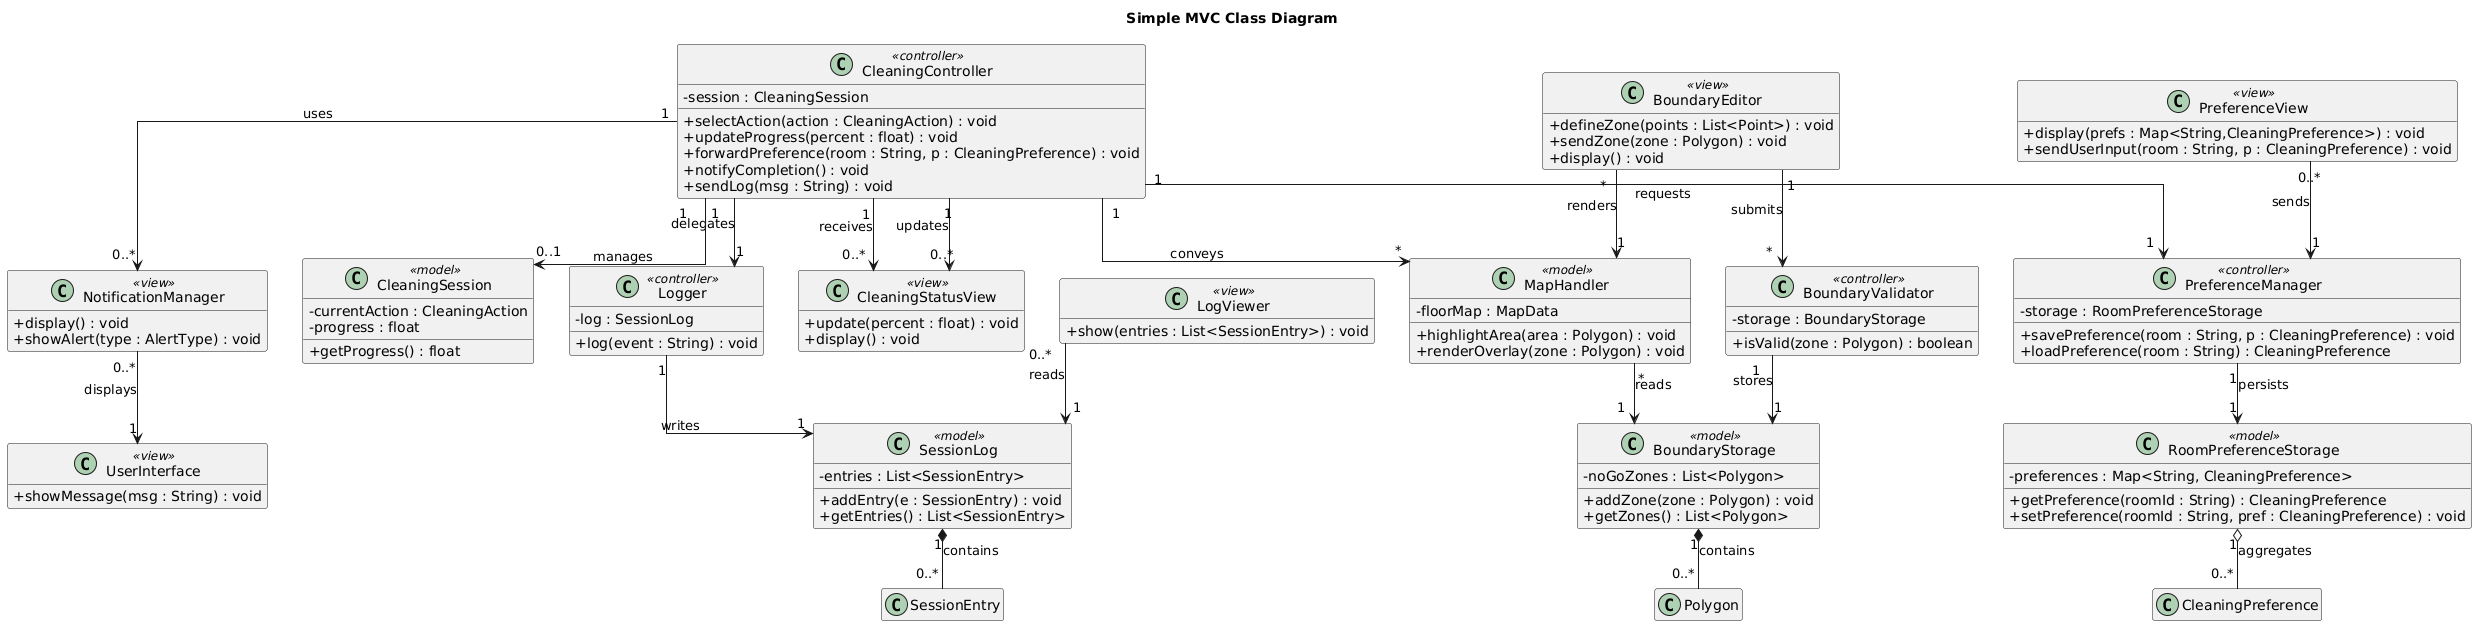 Simple MVC Class Diagram
«controller»
CleaningController
-session : CleaningSession
+selectAction(action : CleaningAction) : void
+updateProgress(percent : float) : void
+forwardPreference(room : String, p : CleaningPreference) : void
+notifyCompletion() : void
+sendLog(msg : String) : void
«view»
BoundaryEditor
+defineZone(points : List<Point>) : void
+sendZone(zone : Polygon) : void
+display() : void
«view»
PreferenceView
+display(prefs : Map<String,CleaningPreference>) : void
+sendUserInput(room : String, p : CleaningPreference) : void
uses
1
1
1
delegates
1
receives
1
updates
1
1
*
requests
renders
1
submits
0..*
sends
0..*
0..1
manages
1
0..*
0..*
conveys
*
1
*
1
1
«view»
NotificationManager
+display() : void
+showAlert(type : AlertType) : void
«model»
CleaningSession
-currentAction : CleaningAction
-progress : float
+getProgress() : float
«controller»
Logger
-log : SessionLog
+log(event : String) : void
«view»
CleaningStatusView
+update(percent : float) : void
+display() : void
«view»
LogViewer
+show(entries : List<SessionEntry>) : void
«model»
MapHandler
-floorMap : MapData
+highlightArea(area : Polygon) : void
+renderOverlay(zone : Polygon) : void
«controller»
BoundaryValidator
-storage : BoundaryStorage
+isValid(zone : Polygon) : boolean
«controller»
PreferenceManager
-storage : RoomPreferenceStorage
+savePreference(room : String, p : CleaningPreference) : void
+loadPreference(room : String) : CleaningPreference
0..*
displays
1
1
writes
1
0..*
reads
1
*
reads
1
1
stores
1
1
persists
1
«view»
UserInterface
+showMessage(msg : String) : void
«model»
SessionLog
-entries : List<SessionEntry>
+addEntry(e : SessionEntry) : void
+getEntries() : List<SessionEntry>
«model»
BoundaryStorage
-noGoZones : List<Polygon>
+addZone(zone : Polygon) : void
+getZones() : List<Polygon>
«model»
RoomPreferenceStorage
-preferences : Map<String, CleaningPreference>
+getPreference(roomId : String) : CleaningPreference
+setPreference(roomId : String, pref : CleaningPreference) : void
1
contains
0..*
1
contains
0..*
1
aggregates
0..*
SessionEntry
Polygon
CleaningPreference